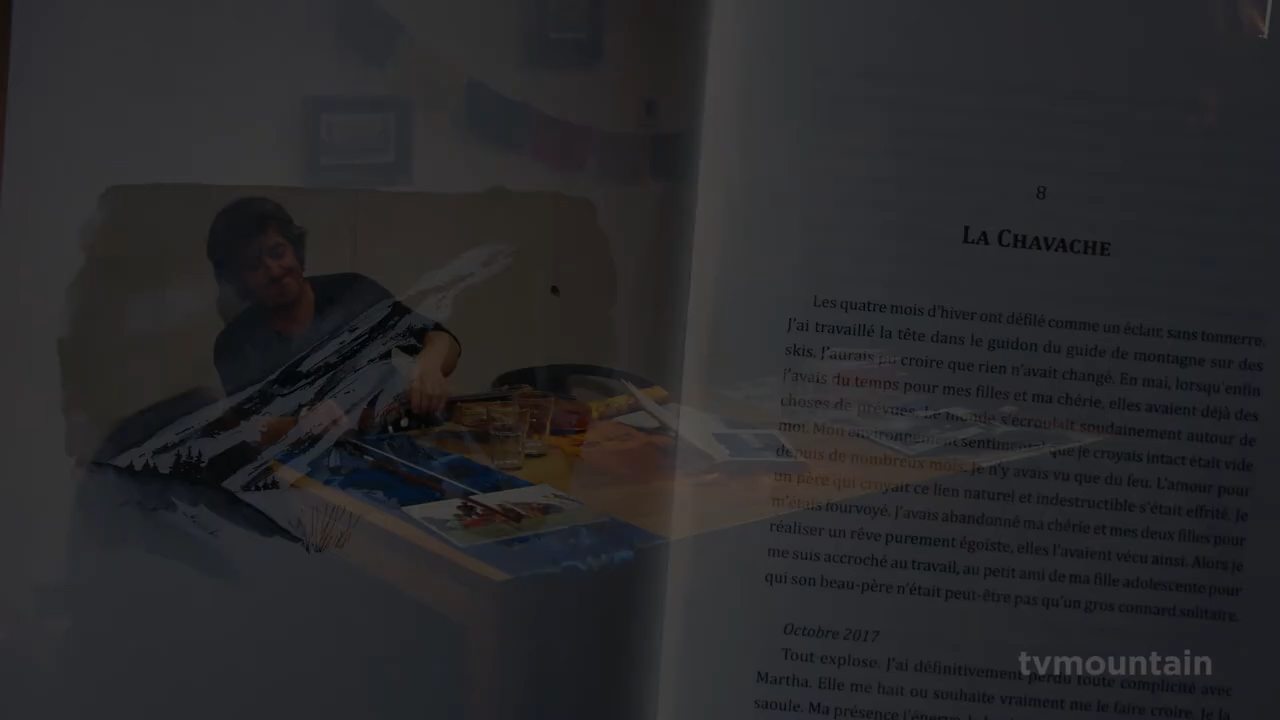 8
LA CHAVACHE
Les quatre mois d'hiver ont défilé comme un éclair, sans tonnerre.
J'ai travaillé la tête dans le guidon du guide de montagne sur des
skis. J'aurais pu croire que rien n'avait changé. En mai, lorsqu'enfin
j'avais du temps pour mes filles et ma chérie, elles avaient déjà des
choses de prévues. Le monde s'écroulait soudainement autour de
moi. Mon environnement sentimental que je croyais intact était vide
depuis de nombreux mois. Je n'y avais vu que du feu. L'amour pour
un père qui croyait ce lien naturel et indestructible s'était effrité. Je
m'étais fourvoyé. J'avais abandonné ma chérie et mes deux filles pour
réaliser un rêve purement égoïste, elles l'avaient vécu ainsi. Alors je
me suis accroché au travail, au petit ami de ma fille adolescente pour
qui son beau-père n'était peut-être pas qu'un gros connard solitaire.
Octobre 2017
Tout explose. J'ai définitivement perdu toute complicité avec
Martha. Elle me hait ou souhaite vraiment me le faire croire. Je la
saoule. Ma présence
tvmountain